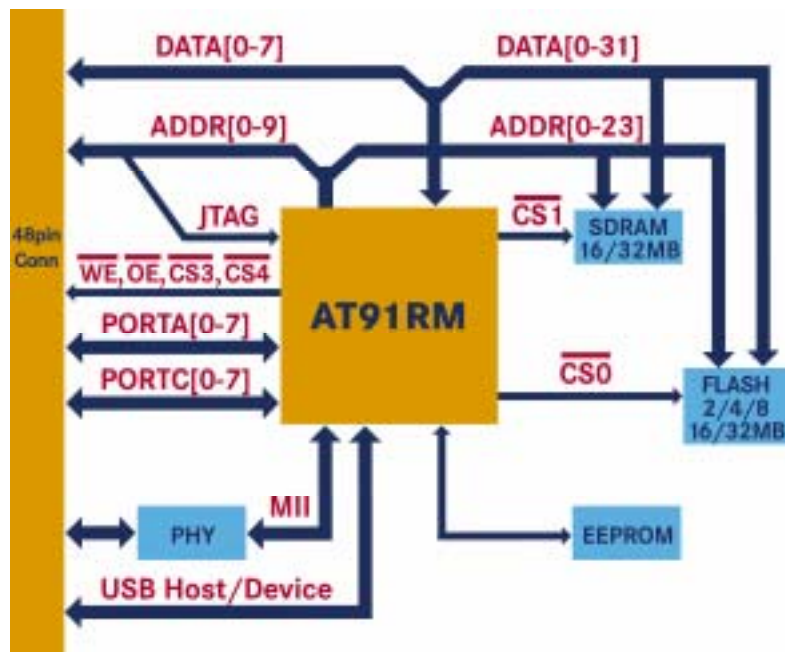 DATA[0-7]
DATA[0-31]
ADDR[0-9]
ADDR[0-23]
JTAG
CS1
SDRAM
16/32MB
48pin
Conn
WE, OE, CS3, CS4
AT91RM
PORTA[0-7]
PORTC[0-7]
CS0
FLASH
2/4/8
16/32MB
MII
PHY
EEPROM
USB Host/Device